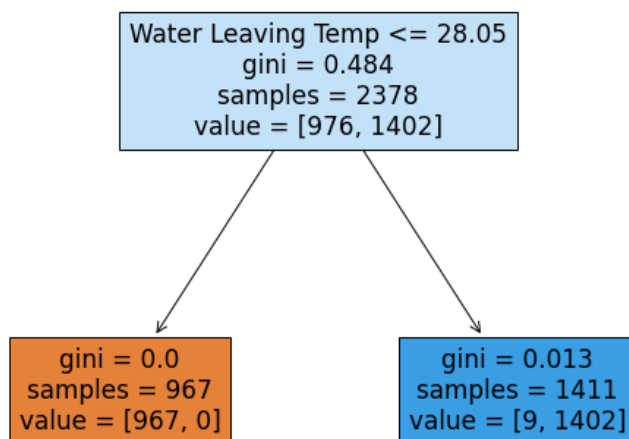 Water Leaving Temp <= 28.05
gini = 0.484
samples = 2378
value = [976, 1402]
gini = 0.0
samples = 967
value = [967, 0]
gini = 0.013
samples = 1411
value = [9, 1402]